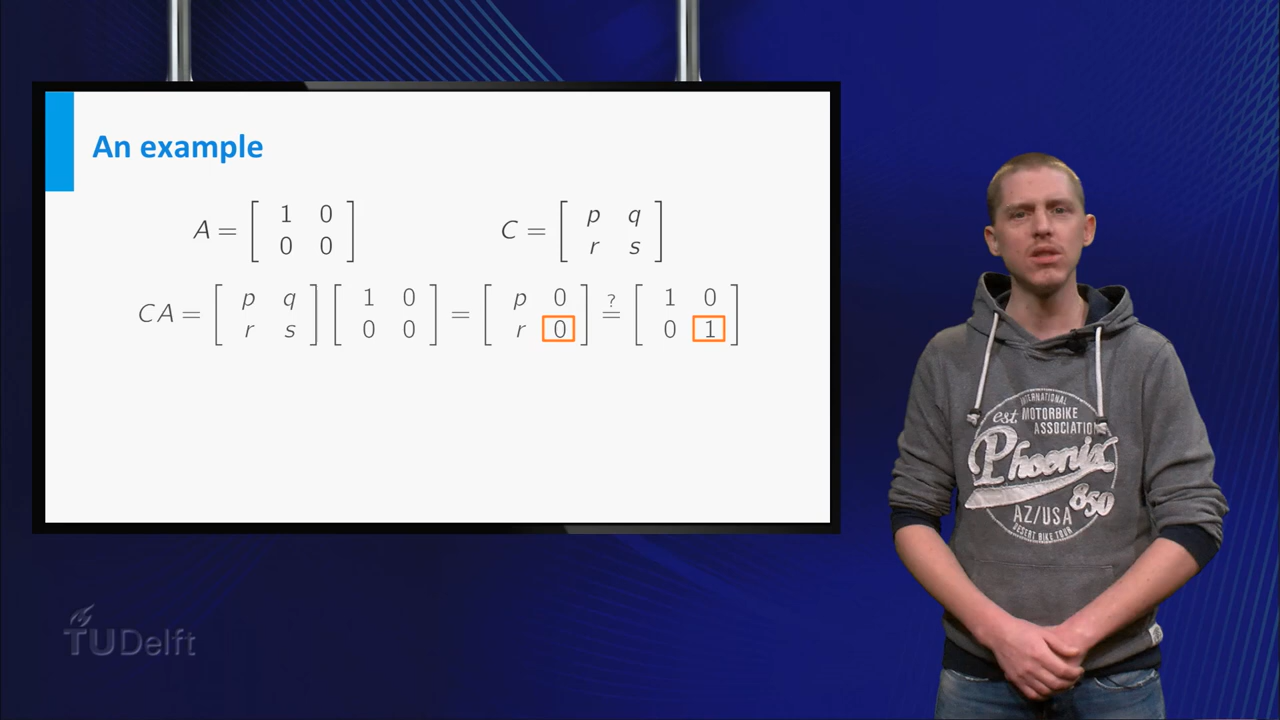 An example
A = [ 1 0 ; 0 0 ] C = [ p q ; r s ]
CA = [ p q ; r s ] [ 1 0 ; 0 0 ] = [ p 0 ; r 0 ] ?= [ 1 0 ; 0 1 ]
INTERNATIONAL
est. MOTORBIKE
ASSOCIATION
Phoenix
850
AZ/USA
DESERT BIKE TOUR
TUDelft